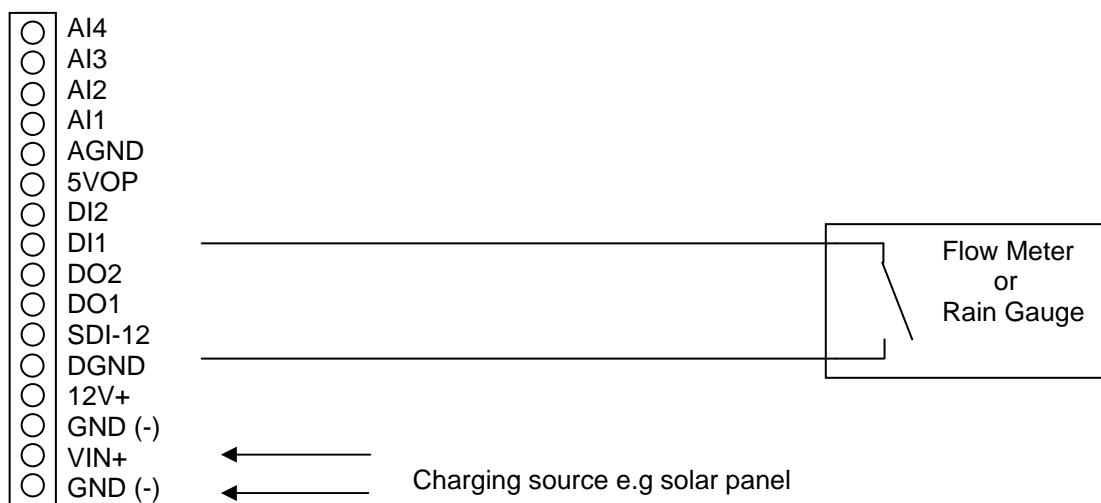 AI4
AI3
AI2
AI1
AGND
5VOP
DI2
DI1
DO2
DO1
SDI-12
DGND
12V+
GND (-)
VIN+
GND (-)
Flow Meter
or
Rain Gauge
Charging source e.g solar panel